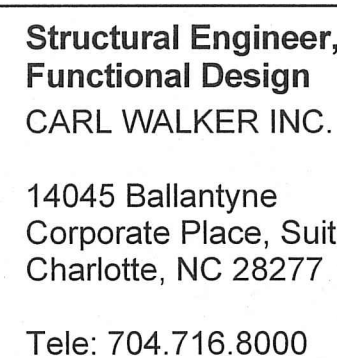 Structural Engineer,
Functional Design
CARL WALKER INC.
14045 Ballantyne
Corporate Place, Suit
Charlotte, NC 28277
Tele: 704.716.8000